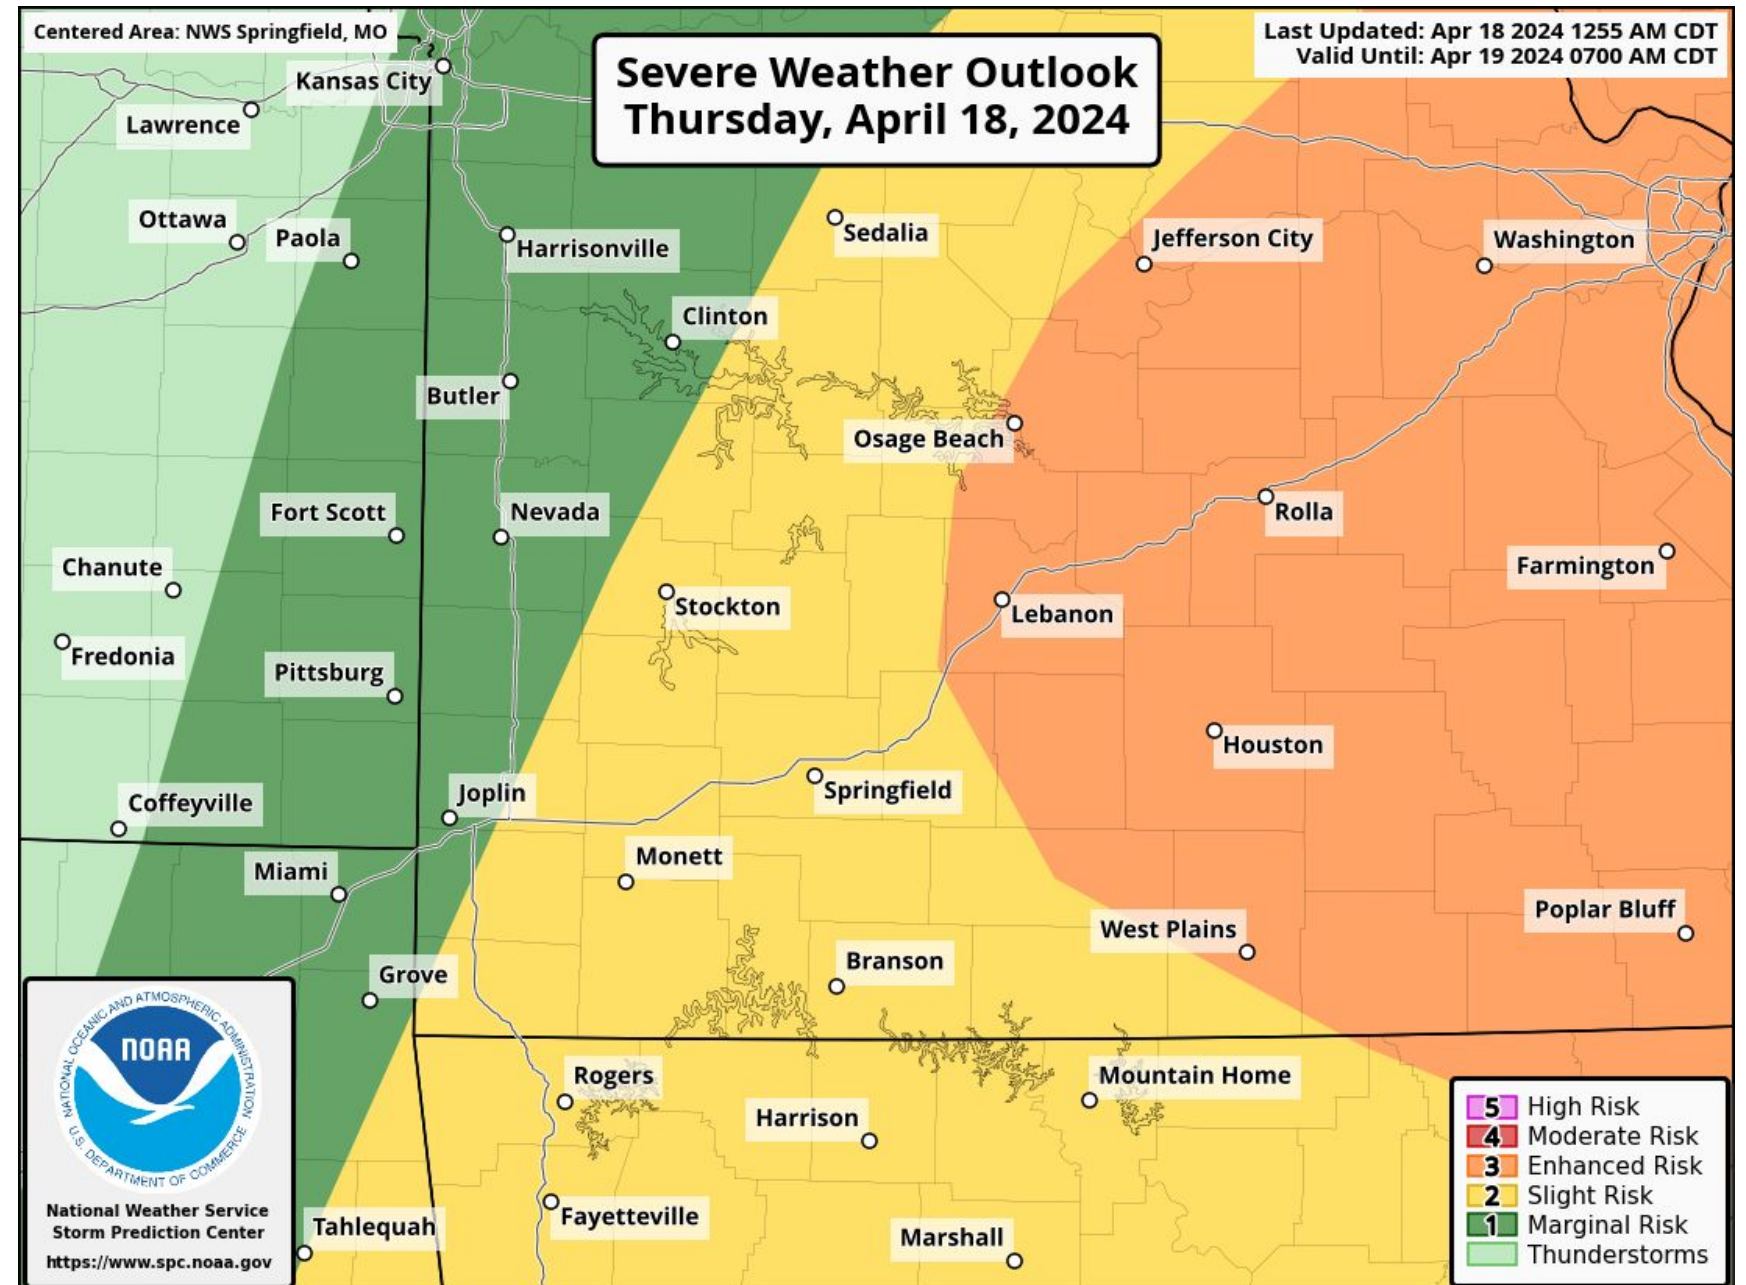 Centered Area: NWS Springfield, MO
Severe Weather Outlook
Thursday, April 18, 2024
Last Updated: Apr 18 2024 1255 AM CDT
Valid Until: Apr 19 2024 0700 AM CDT
Kansas City
Lawrence
Ottawa
Paola
Harrisonville
Sedalia
Jefferson City
Washington
Clinton
Butler
Osage Beach
Fort Scott
Nevada
Rolla
Chanute
Farmington
Stockton
Lebanon
Fredonia
Pittsburg
Houston
Coffeyville
Joplin
Springfield
Miami
Monett
West Plains
Poplar Bluff
Grove
Branson
Rogers
Mountain Home
Harrison
Tahlequah
Fayetteville
Marshall
NATIONAL OCEANIC AND ATMOSPHERIC ADMINISTRATION
NOAA
U.S. DEPARTMENT OF COMMERCE
National Weather Service
Storm Prediction Center
https://www.spc.noaa.gov
5 High Risk
4 Moderate Risk
3 Enhanced Risk
2 Slight Risk
1 Marginal Risk
Thunderstorms